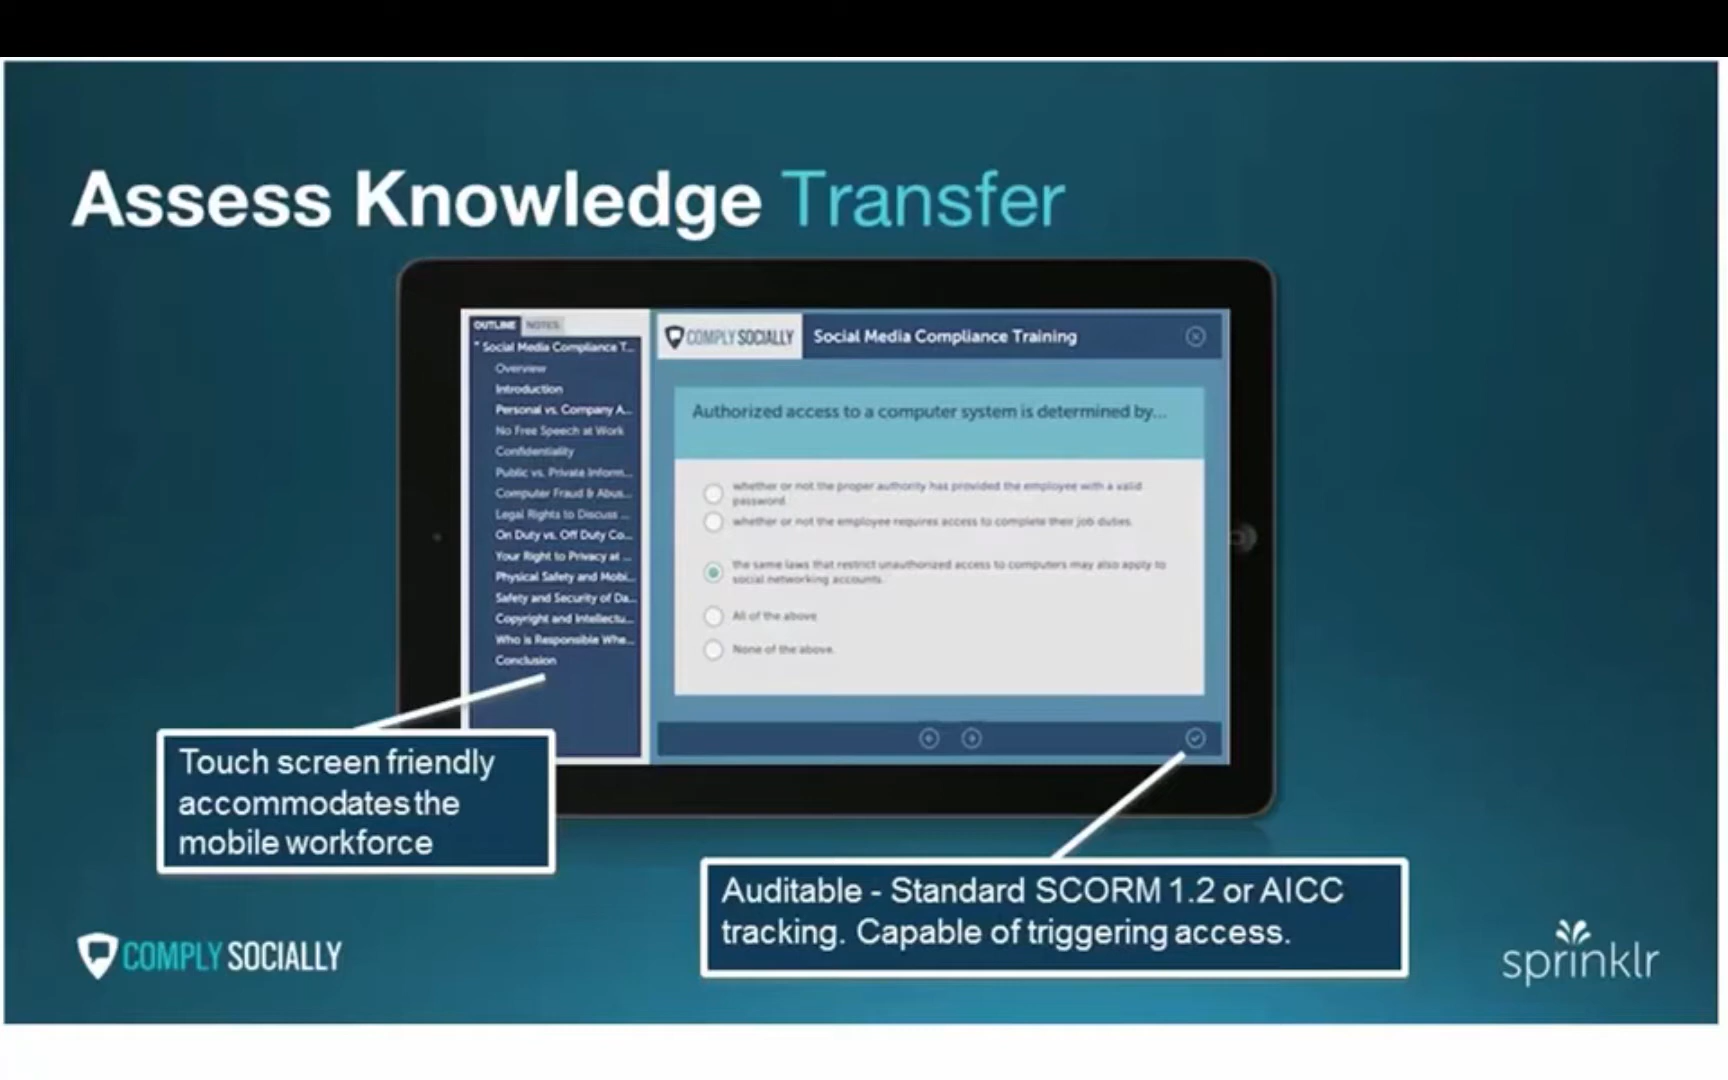 Assess Knowledge Transfer
OUTLINE NOTES
Social Media Compliance T...
Overview
Introduction
Personal vs. Company A...
No Free Speech at Work
Confidentiality
Public vs. Private Inform...
Computer Fraud & Abus...
Legal Rights to Discuss ...
On Duty vs. Off Duty Co...
Your Right to Privacy at ...
Physical Safety and Mobi...
Safety and Security of Da...
Copyright and Intellectu...
Who is Responsible Whe...
Conclusion
COMPLY SOCIALLY
Social Media Compliance Training
Authorized access to a computer system is determined by...
whether or not the proper authority has provided the employee with a valid
password.
whether or not the employee requires access to complete their job duties.
the same laws that restrict unauthorized access to computers may also apply to
social networking accounts.
All of the above
None of the above.
Touch screen friendly
accommodates the
mobile workforce
Auditable - Standard SCORM 1.2 or AICC
tracking. Capable of triggering access.
COMPLY SOCIALLY
sprinklr